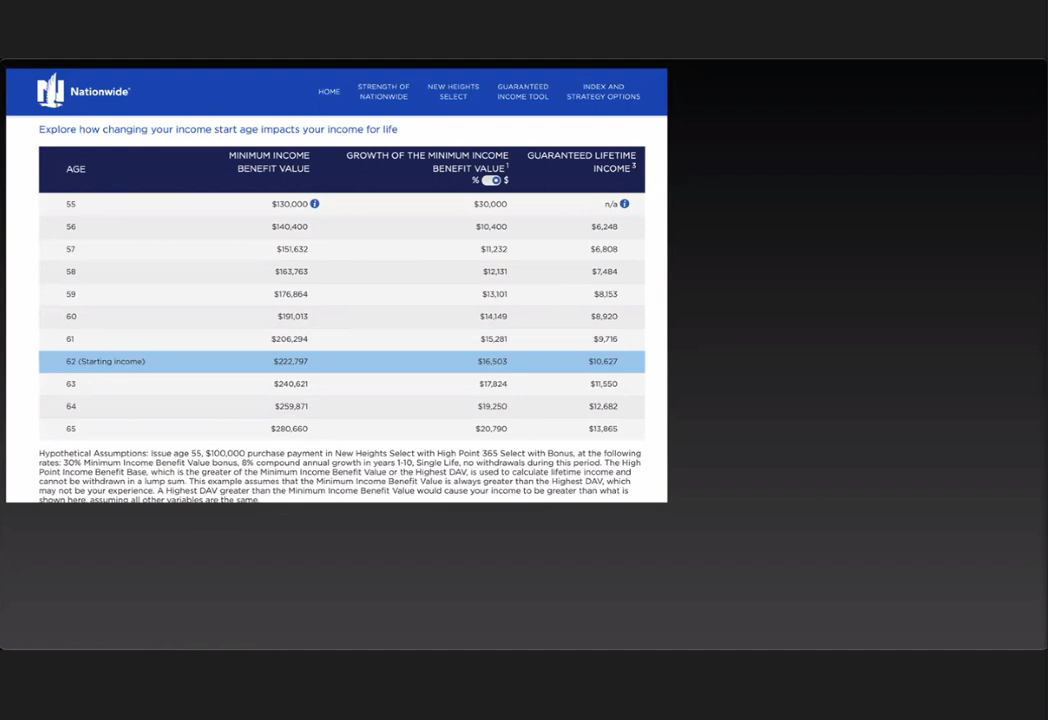 Nationwide®
HOME
STRENGTH OF
NATIONWIDE
NEW HEIGHTS
SELECT
GUARANTEED
INCOME TOOL
INDEX AND
STRATEGY OPTIONS
Explore how changing your income start age impacts your income for life
AGE
MINIMUM INCOME
BENEFIT VALUE
GROWTH OF THE MINIMUM INCOME
BENEFIT VALUE1
% $
GUARANTEED LIFETIME
INCOME3
55 $130,000 i $30,000 n/a i
56 $140,400 $10,400 $6,248
57 $151,632 $11,232 $6,808
58 $163,763 $12,131 $7,484
59 $176,864 $13,101 $8,153
60 $191,013 $14,149 $8,920
61 $206,294 $15,281 $9,716
62 (Starting income) $222,797 $16,503 $10,627
63 $240,621 $17,824 $11,550
64 $259,871 $19,250 $12,682
65 $280,660 $20,790 $13,865
Hypothetical Assumptions: Issue age 55, $100,000 purchase payment in New Heights Select with High Point 365 Select with Bonus, at the following
rates: 30% Minimum Income Benefit Value bonus, 8% compound annual growth in years 1-10, Single Life, no withdrawals during this period. The High
Point Income Benefit Base, which is the greater of the Minimum Income Benefit Value or the Highest DAV, is used to calculate lifetime income and
cannot be withdrawn in a lump sum. This example assumes that the Minimum Income Benefit Value is always greater than the Highest DAV, which
may not be your experience. A Highest DAV greater than the Minimum Income Benefit Value would cause your income to be greater than what is
shown here, assuming all other variables are the same.